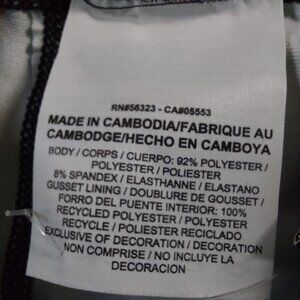 RN#56323 - CA#05553
MADE IN CAMBODIA/FABRIQUE AU
CAMBODGE/HECHO EN CAMBOYA
BODY / CORPS / CUERPO: 92% POLYESTER /
POLYESTER / POLIESTER
8% SPANDEX / ELASTHANNE / ELASTANO
GUSSET LINING / DOUBLURE DE GOUSSET /
FORRO DEL PUENTE INTERIOR: 100%
RECYCLED POLYESTER / POLYESTER
RECYCLE / POLIESTER RECICLADO
EXCLUSIVE OF DECORATION / DECORATION
NON COMPRISE / NO INCLUYE LA
DECORACION